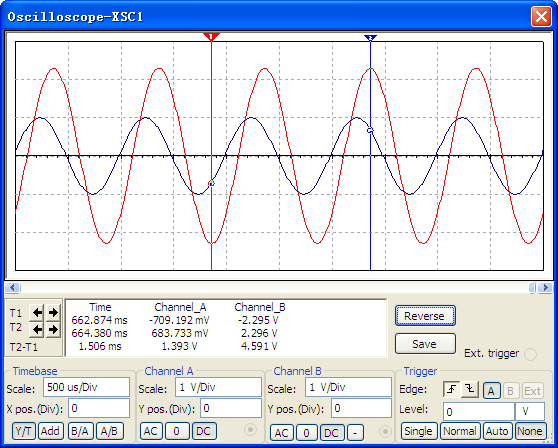 Oscilloscope-XSC1
1
2
Time Channel_A Channel_B
T1 662.874 ms -709.192 mV -2.295 V
T2 664.380 ms 683.733 mV 2.296 V
T2-T1 1.506 ms 1.393 V 4.591 V
Reverse
Save
Ext. trigger
Timebase
Scale: 500 us/Div
X pos.(Div): 0
Y/T Add B/A A/B
Channel A
Scale: 1 V/Div
Y pos.(Div): 0
AC 0 DC
Channel B
Scale: 1 V/Div
Y pos.(Div): 0
AC 0 DC -
Trigger
Edge: A B Ext
Level: 0 V
Single Normal Auto None